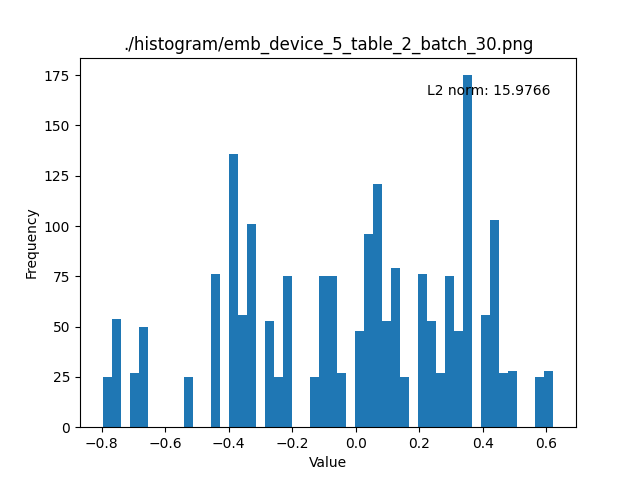 ./histogram/emb_device_5_table_2_batch_30.png
L2 norm: 15.9766
175
150
125
100
75
50
25
0
Frequency
−0.8 −0.6 −0.4 −0.2 0.0 0.2 0.4 0.6
Value